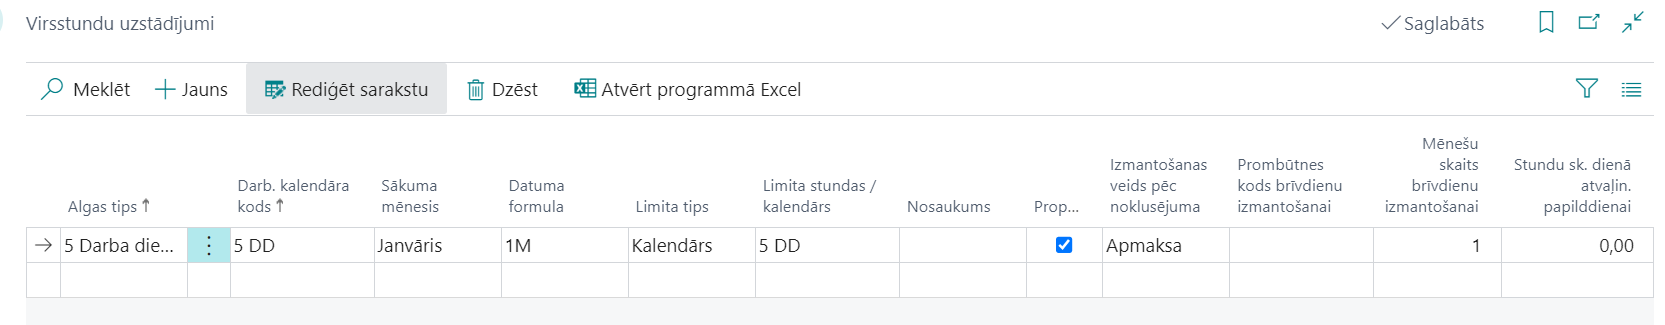 Virsstundu uzstādījumi
Saglabāts
Meklēt
Jauns
Rediģēt sarakstu
Dzēst
Atvērt programmā Excel
Algas tips ↑
Darb. kalendāra
kods ↑
Sākuma
mēnesis
Datuma
formula
Limita tips
Limita stundas /
kalendārs
Nosaukums
Prop...
Izmantošanas
veids pēc
noklusējuma
Prombūtnes
kods brīvdienu
izmantošanai
Mēnešu
skaits
brīvdienu
izmantošanai
Stundu sk. dienā
atvaļin.
papilddienai
5 Darba die...
5 DD
Janvāris
1M
Kalendārs
5 DD
Apmaksa
1
0,00